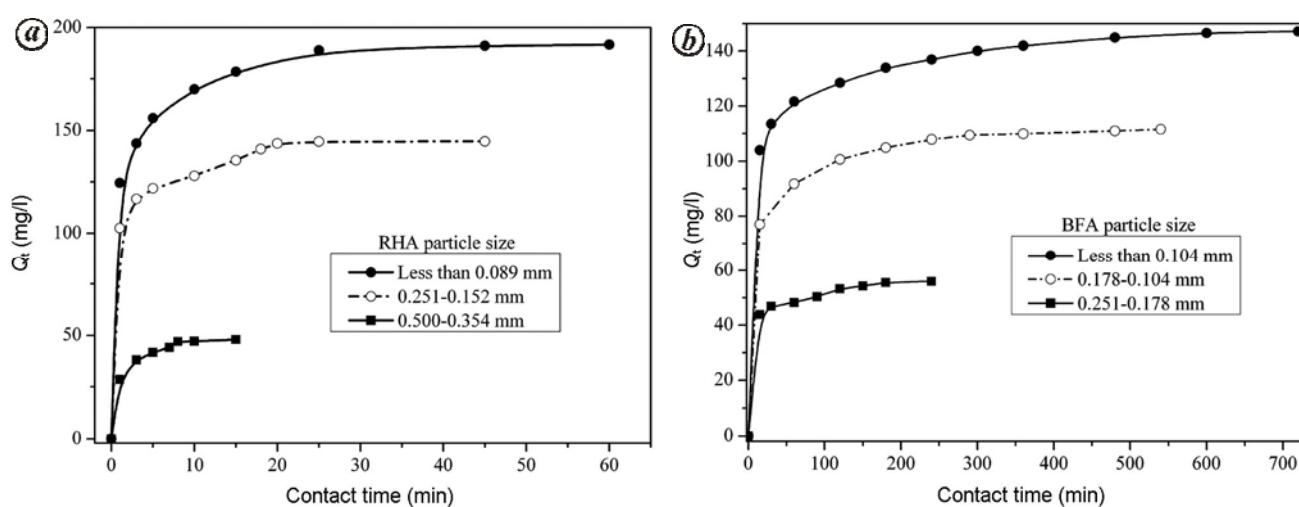 a
200
150
100
50
0
Qt (mg/l)
RHA particle size
Less than 0.089 mm
0.251-0.152 mm
0.500-0.354 mm
0 10 20 30 40 50 60
Contact time (min)
b
140
120
100
80
60
40
20
0
Qt (mg/l)
BFA particle size
Less than 0.104 mm
0.178-0.104 mm
0.251-0.178 mm
0 100 200 300 400 500 600 700
Contact time (min)